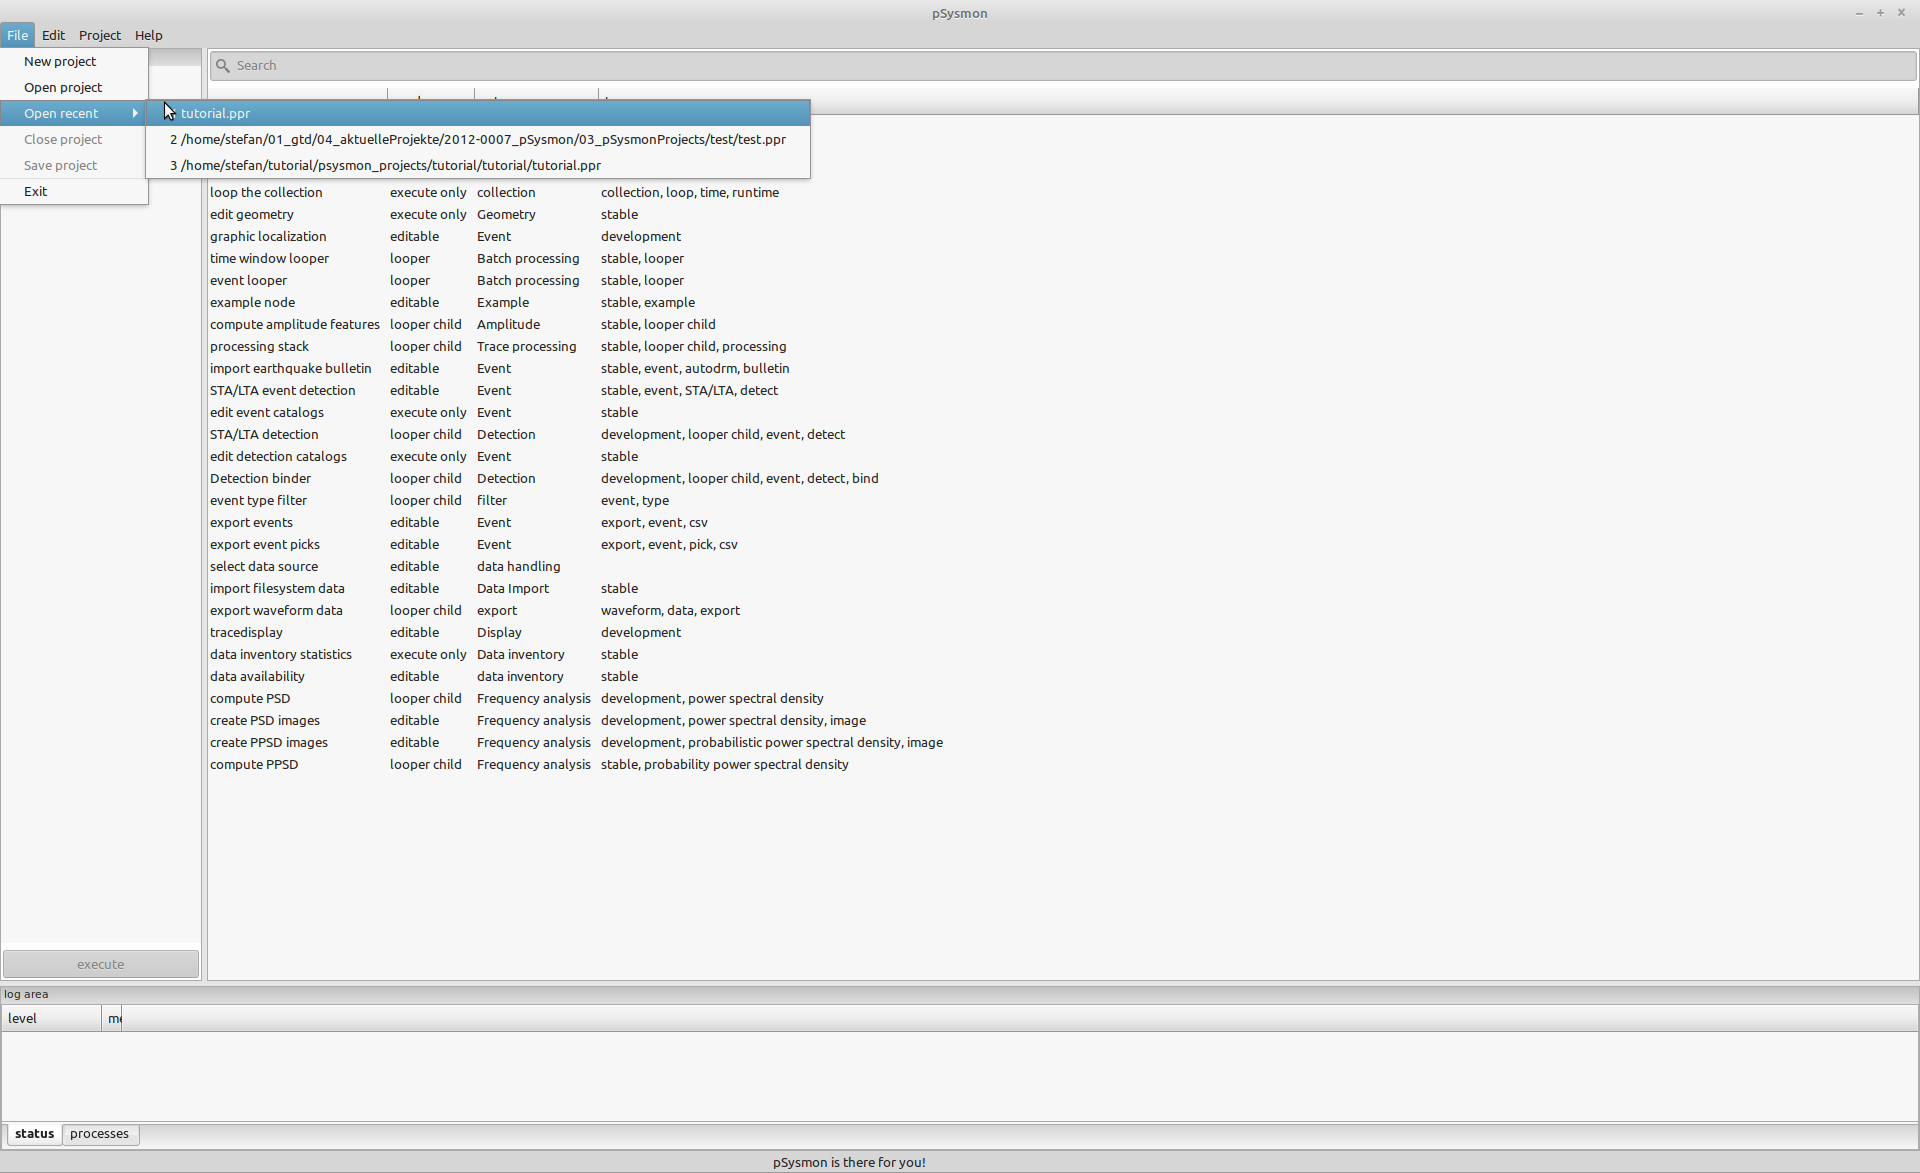 pSysmon
File Edit Project Help
New project
Open project
Open recent
Close project
Save project
Exit
tutorial.ppr
2 /home/stefan/01_gtd/04_aktuelleProjekte/2012-0007_pSysmon/03_pSysmonProjects/test/test.ppr
3 /home/stefan/tutorial/psysmon_projects/tutorial/tutorial/tutorial.ppr
Search
loop the collection execute only collection collection, loop, time, runtime
edit geometry execute only Geometry stable
graphic localization editable Event development
time window looper looper Batch processing stable, looper
event looper looper Batch processing stable, looper
example node editable Example stable, example
compute amplitude features looper child Amplitude stable, looper child
processing stack looper child Trace processing stable, looper child, processing
import earthquake bulletin editable Event stable, event, autodrm, bulletin
STA/LTA event detection editable Event stable, event, STA/LTA, detect
edit event catalogs execute only Event stable
STA/LTA detection looper child Detection development, looper child, event, detect
edit detection catalogs execute only Event stable
Detection binder looper child Detection development, looper child, event, detect, bind
event type filter looper child filter event, type
export events editable Event export, event, csv
export event picks editable Event export, event, pick, csv
select data source editable data handling
import filesystem data editable Data Import stable
export waveform data looper child export waveform, data, export
tracedisplay editable Display development
data inventory statistics execute only Data inventory stable
data availability editable data inventory stable
compute PSD looper child Frequency analysis development, power spectral density
create PSD images editable Frequency analysis development, power spectral density, image
create PPSD images editable Frequency analysis development, probabilistic power spectral density, image
compute PPSD looper child Frequency analysis stable, probability power spectral density
execute
log area
level
status processes
pSysmon is there for you!